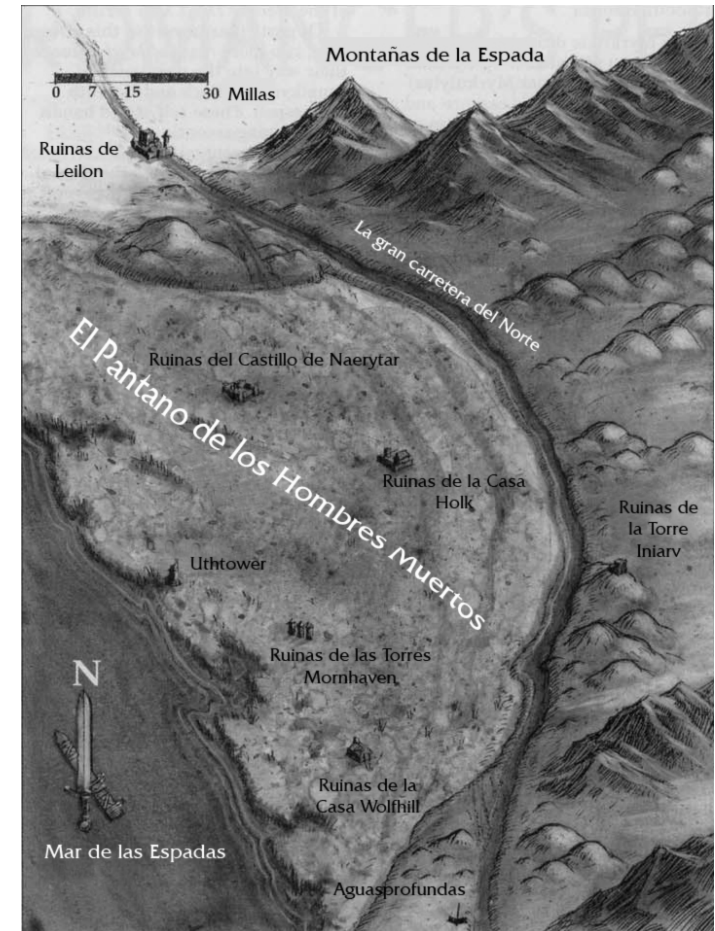 Montañas de la Espada
0 7 15 30 Millas
Ruinas de
Leilon
La gran carretera del Norte
Ruinas del Castillo de Naerytar
El Pantano de los Hombres Muertos
Ruinas de la Casa
Holk
Ruinas de
la Torre
Iniarv
Uthtower
Ruinas de las Torres
Mornhaven
N
Ruinas de la
Casa Wolfhill
Mar de las Espadas
Aguasprofundas